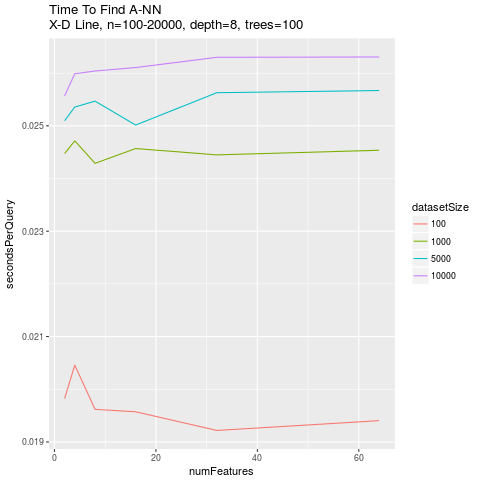 Time To Find A-NN
X-D Line, n=100-20000, depth=8, trees=100
secondsPerQuery
0.025
0.023
0.021
0.019
0
20
40
60
numFeatures
datasetSize
100
1000
5000
10000